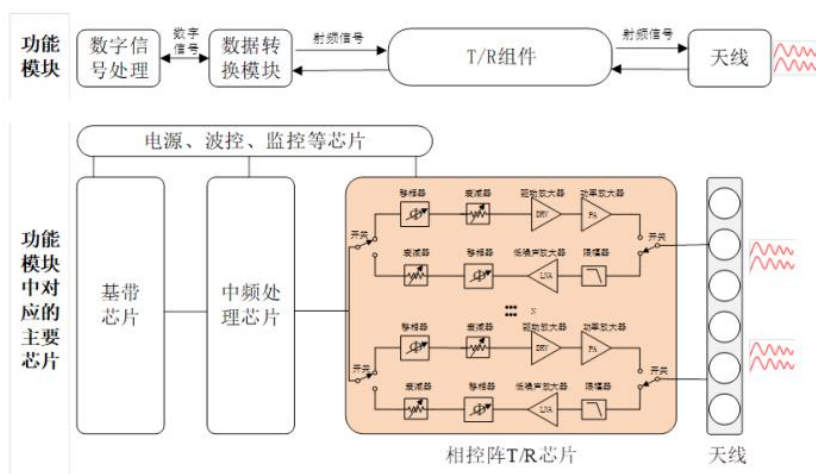 功能
模块
数字信
号处理
数字
信号
数据转
换模块
射频信号
T/R组件
射频信号
天线
功能
模块
中对
应的
主要
芯片
电源、波控、监控等芯片
基带
芯片
中频处
理芯片
移相器
衰减器
驱动放大器
功率放大器
DRV
PA
开关
开关
衰减器
移相器
低噪声放大器
限幅器
LNA
N
移相器
衰减器
驱动放大器
功率放大器
DRV
PA
开关
开关
衰减器
移相器
低噪声放大器
限幅器
LNA
相控阵T/R芯片
天线